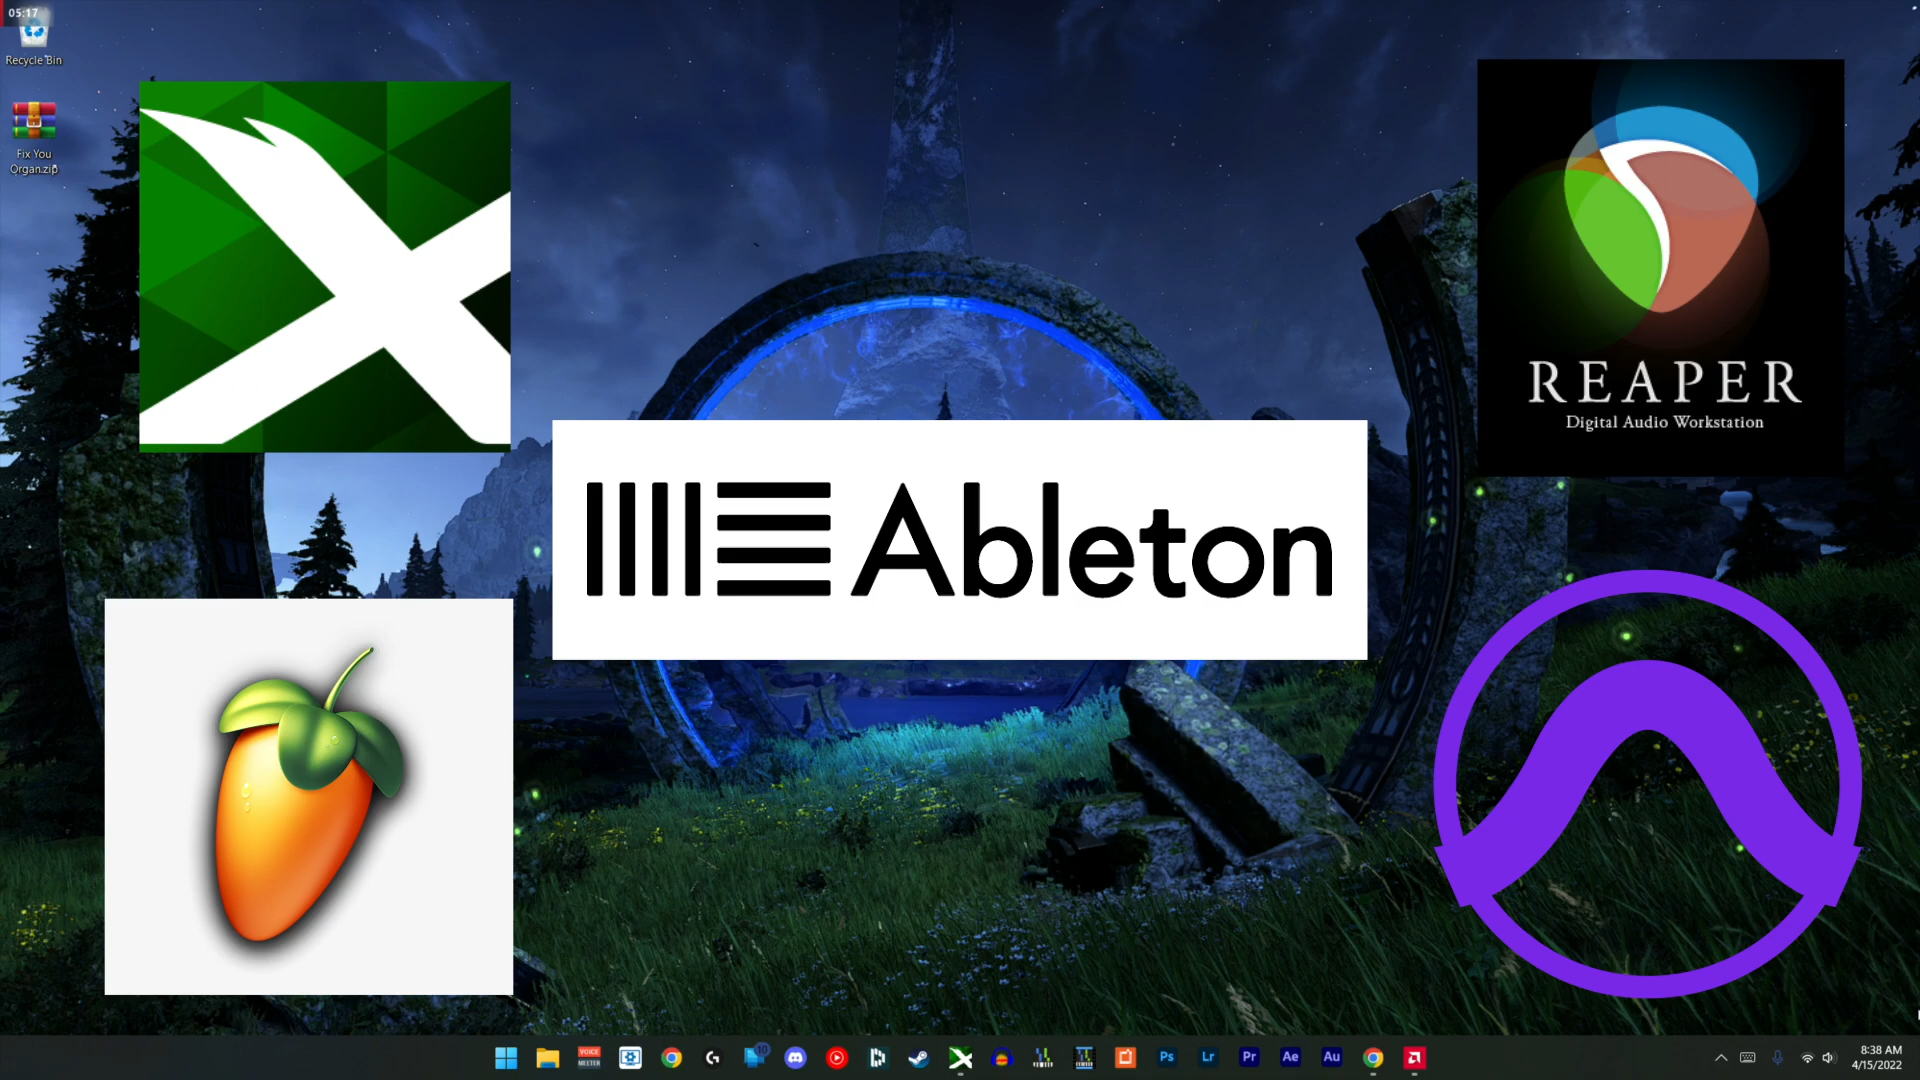 05:17
Recycle Bin
Fix You
Organ.zip
REAPER
Digital Audio Workstation
Ableton
VOICE
MEETER
10
Ps
Lr
Pr
Ae
Au
8:38 AM
4/15/2022